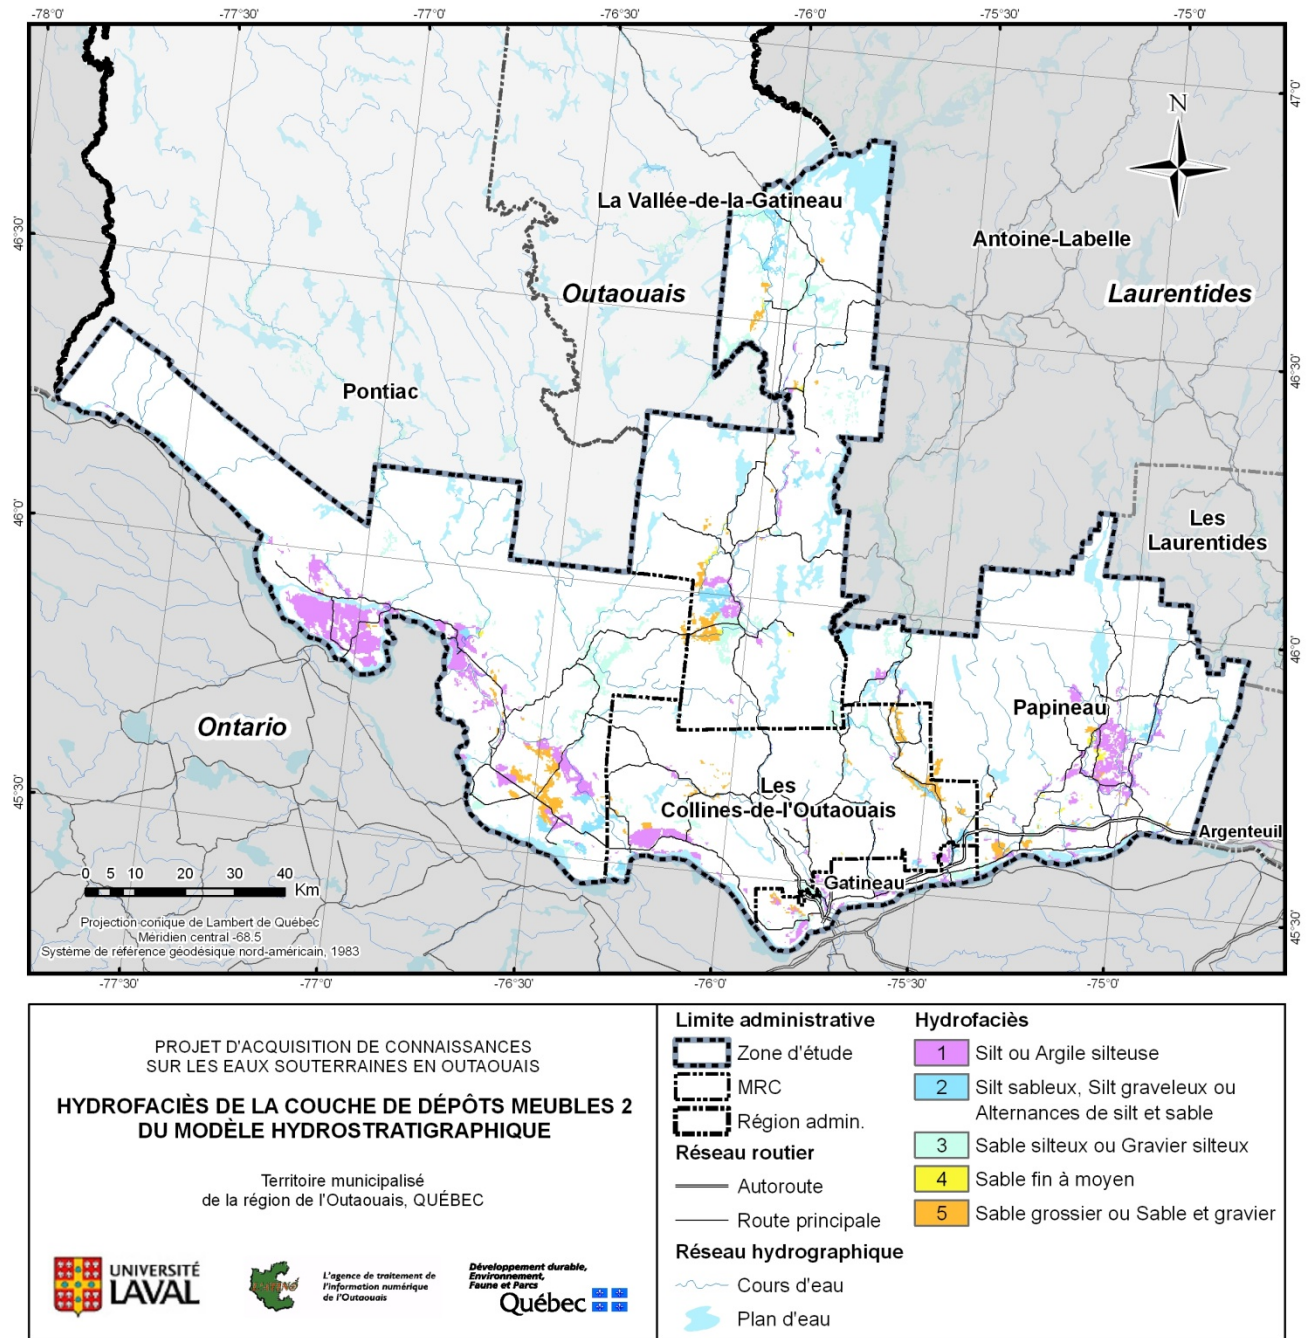 -78°0'
-77°30'
-77°0'
-76°30'
-76°0'
-75°30'
-75°0'
47°0'
N
La Vallée-de-la-Gatineau
Antoine-Labelle
46°30'
Outaouais
Laurentides
46°30'
Pontiac
46°0'
Les
Laurentides
46°0'
Ontario
Papineau
45°30'
Les
Collines-de-l'Outaouais
Argenteuil
Gatineau
45°30'
0 5 10 20 30 40
Km
Projection conique de Lambert de Québec
Méridien central -68.5
Système de référence géodésique nord-américain, 1983
-77°30'
-77°0'
-76°30'
-76°0'
-75°30'
-75°0'
PROJET D'ACQUISITION DE CONNAISSANCES
SUR LES EAUX SOUTERRAINES EN OUTAOUAIS
HYDROFACIÈS DE LA COUCHE DE DÉPÔTS MEUBLES 2
DU MODÈLE HYDROSTRATIGRAPHIQUE
Territoire municipalisé
de la région de l'Outaouais, QUÉBEC
UNIVERSITÉ
LAVAL
L'agence de traitement de
l'information numérique
de l'Outaouais
Développement durable,
Environnement,
Faune et Parcs
Québec
Limite administrative
Zone d'étude
MRC
Région admin.
Réseau routier
Autoroute
Route principale
Réseau hydrographique
Cours d'eau
Plan d'eau
Hydrofaciès
1 Silt ou Argile silteuse
2 Silt sableux, Silt graveleux ou
Alternances de silt et sable
3 Sable silteux ou Gravier silteux
4 Sable fin à moyen
5 Sable grossier ou Sable et gravier